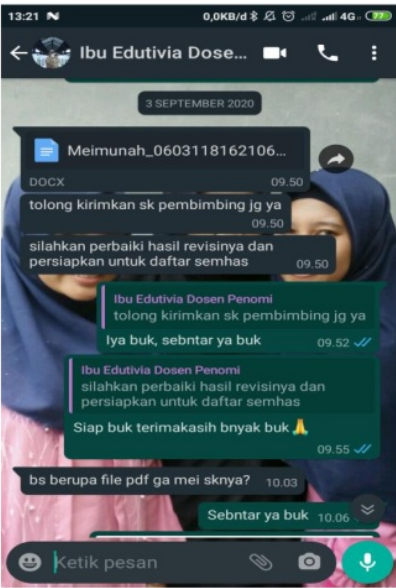 13:21 0,0KB/d 4G 77
Ibu Edutivia Dose...
3 SEPTEMBER 2020
Meimunah_0603118162106...
DOCX 09.50
tolong kirimkan sk pembimbing jg ya
09.50
silahkan perbaiki hasil revisinya dan
persiapkan untuk daftar semhas 09.50
Ibu Edutivia Dosen Penomi
tolong kirimkan sk pembimbing jg ya
Iya buk, sebntar ya buk 09.52
Ibu Edutivia Dosen Penomi
silahkan perbaiki hasil revisinya dan
persiapkan untuk daftar semhas
Siap buk terimakasih bnyak buk🙏
09.55
bs berupa file pdf ga mei sknya? 10.03
Sebntar ya buk 10.06
Ketik pesan